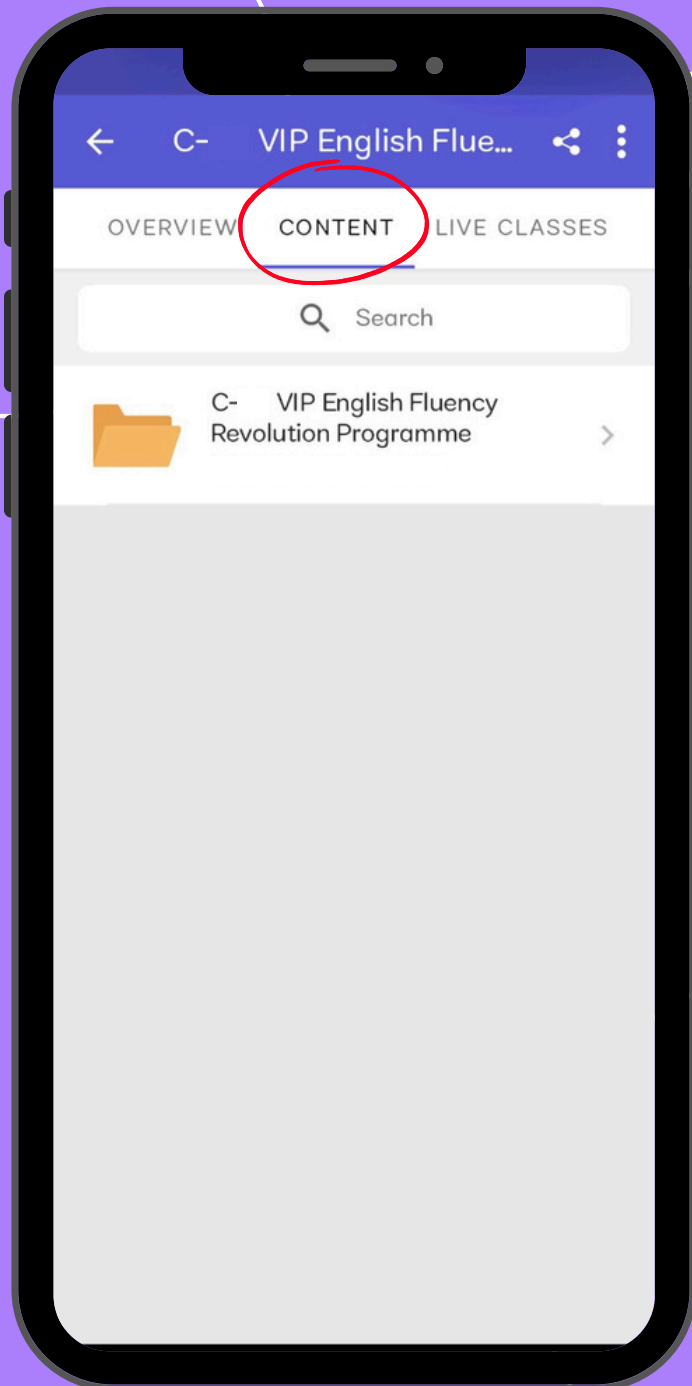 C- VIP English Flue...
OVERVIEW CONTENT LIVE CLASSES
Search
C- VIP English Fluency
Revolution Programme